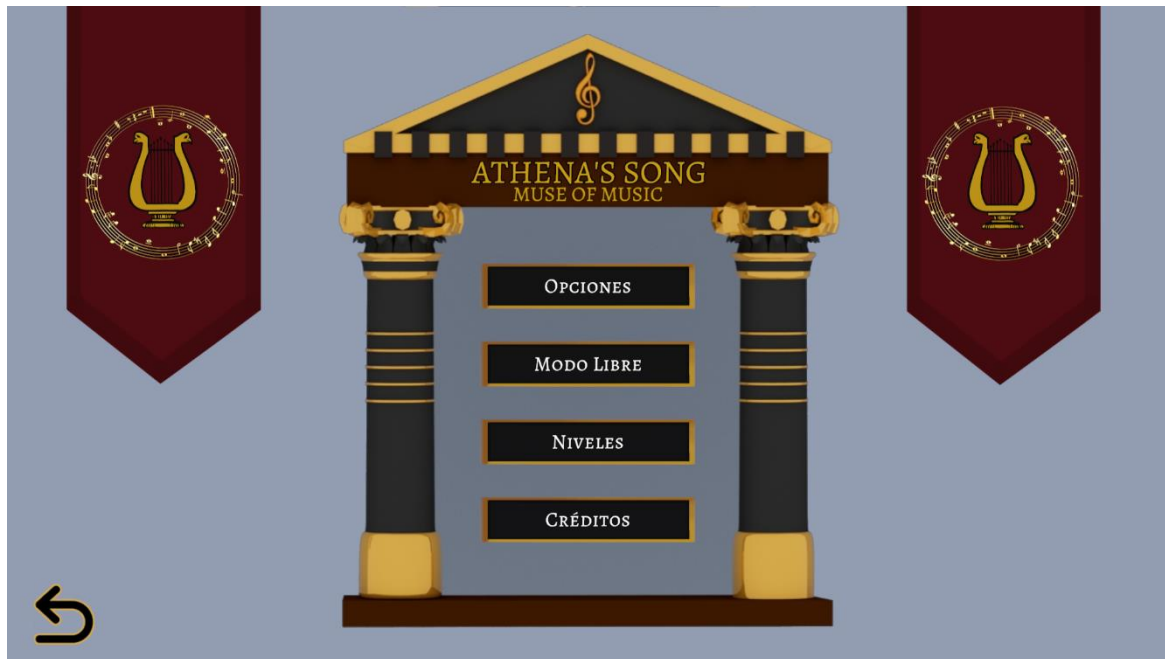 ATHENA'S SONG
MUSE OF MUSIC
Opciones
Modo Libre
Niveles
Créditos